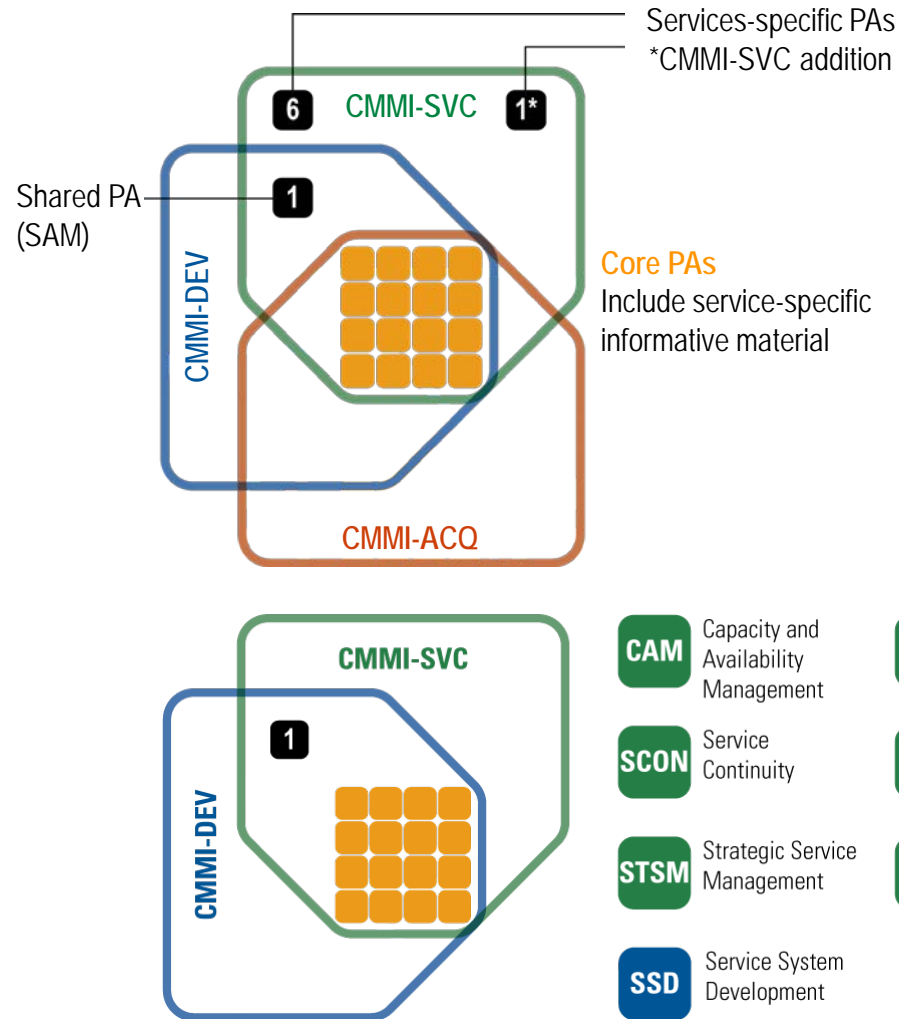 Services-specific PAs
*CMMI-SVC addition
6
CMMI-SVC
1*
Shared PA
(SAM)
1
CMMI-DEV
Core PAs
Include service-specific
informative material
CMMI-ACQ
CMMI-SVC
1
CMMI-DEV
CAM
Capacity and
Availability
Management
SCON
Service
Continuity
STSM
Strategic Service
Management
SSD
Service System
Development